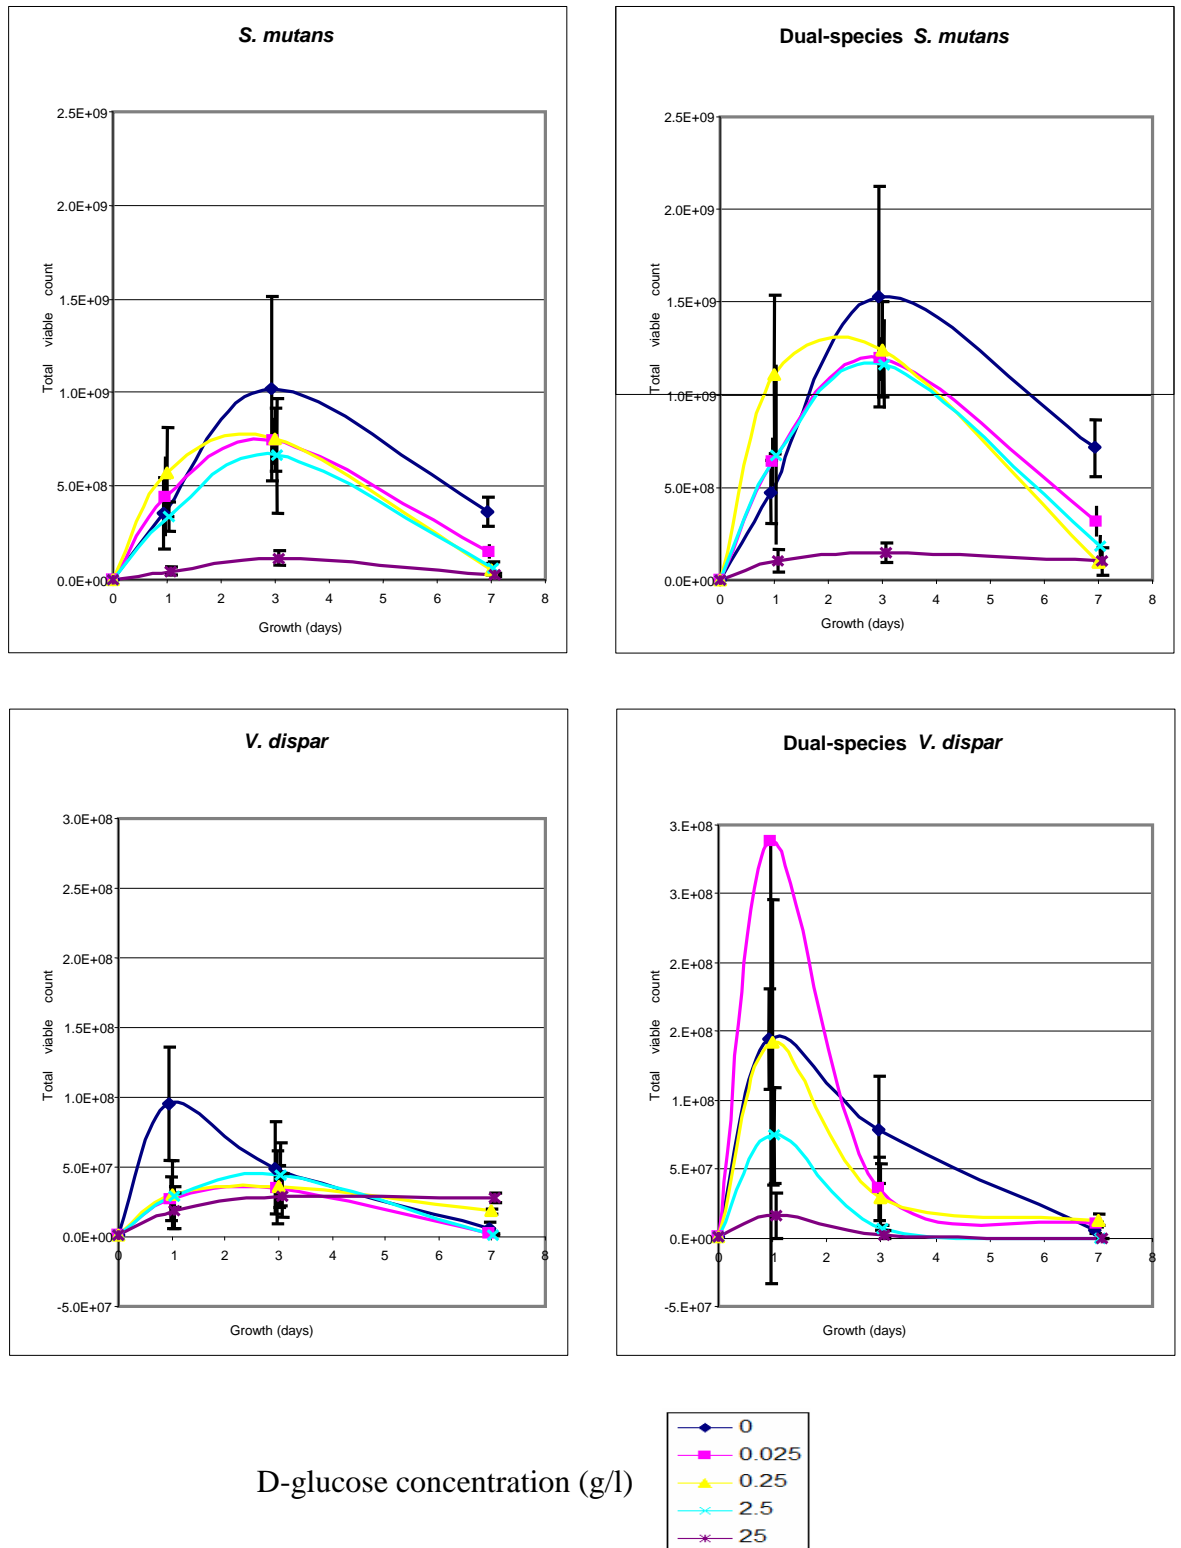 S. mutans
2.5E+09
2.0E+09
1.5E+09
1.0E+09
5.0E+08
0.0E+00
0 1 2 3 4 5 6 7 8
Total viable count
Growth (days)
Dual-species S. mutans
2.5E+09
2.0E+09
1.5E+09
1.0E+09
5.0E+08
0.0E+00
0 1 2 3 4 5 6 7 8
Total viable count
Growth (days)
V. dispar
3.0E+08
2.5E+08
2.0E+08
1.5E+08
1.0E+08
5.0E+07
0.0E+00
-5.0E+07
0 1 2 3 4 5 6 7 8
Total viable count
Growth (days)
Dual-species V. dispar
3.E+08
3.E+08
2.E+08
2.E+08
1.E+08
5.E+07
0.E+00
-5.E+07
0 1 2 3 4 5 6 7 8
Total viable count
Growth (days)
D-glucose concentration (g/l)
0
0.025
0.25
2.5
25